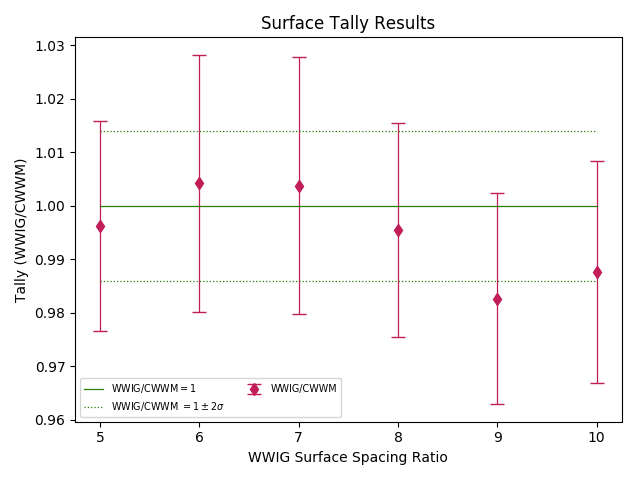 Surface Tally Results
Tally (WWIG/CWWM)
1.03
1.02
1.01
1.00
0.99
0.98
0.97
0.96
WWIG/CWWM = 1
WWIG/CWWM = 1 ± 2σ
WWIG/CWWM
5 6 7 8 9 10
WWIG Surface Spacing Ratio